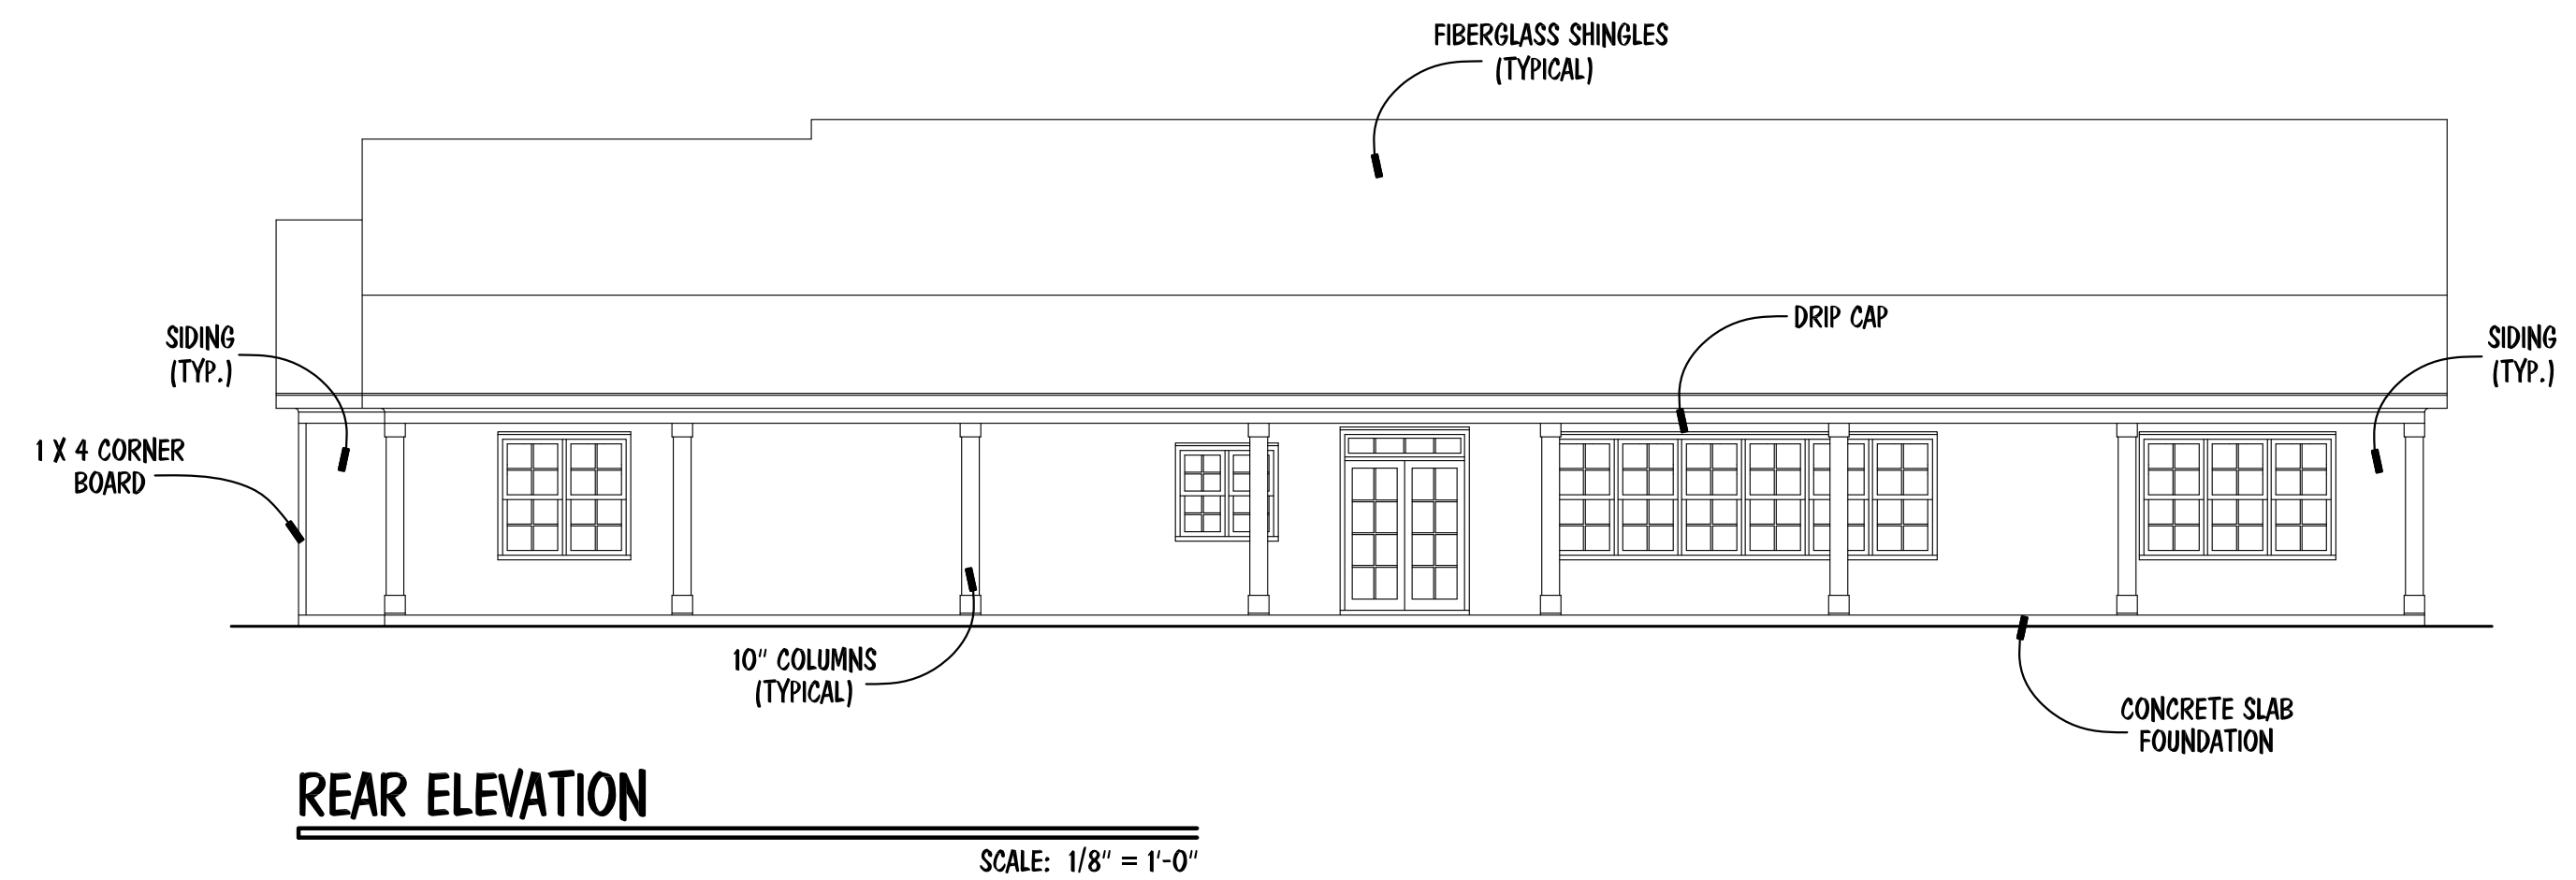 FIBERGLASS SHINGLES
(TYPICAL)
DRIP CAP
SIDING
(TYP.)
SIDING
(TYP.)
1 X 4 CORNER
BOARD
10" COLUMNS
(TYPICAL)
CONCRETE SLAB
FOUNDATION
REAR ELEVATION
SCALE: 1/8" = 1'-0"